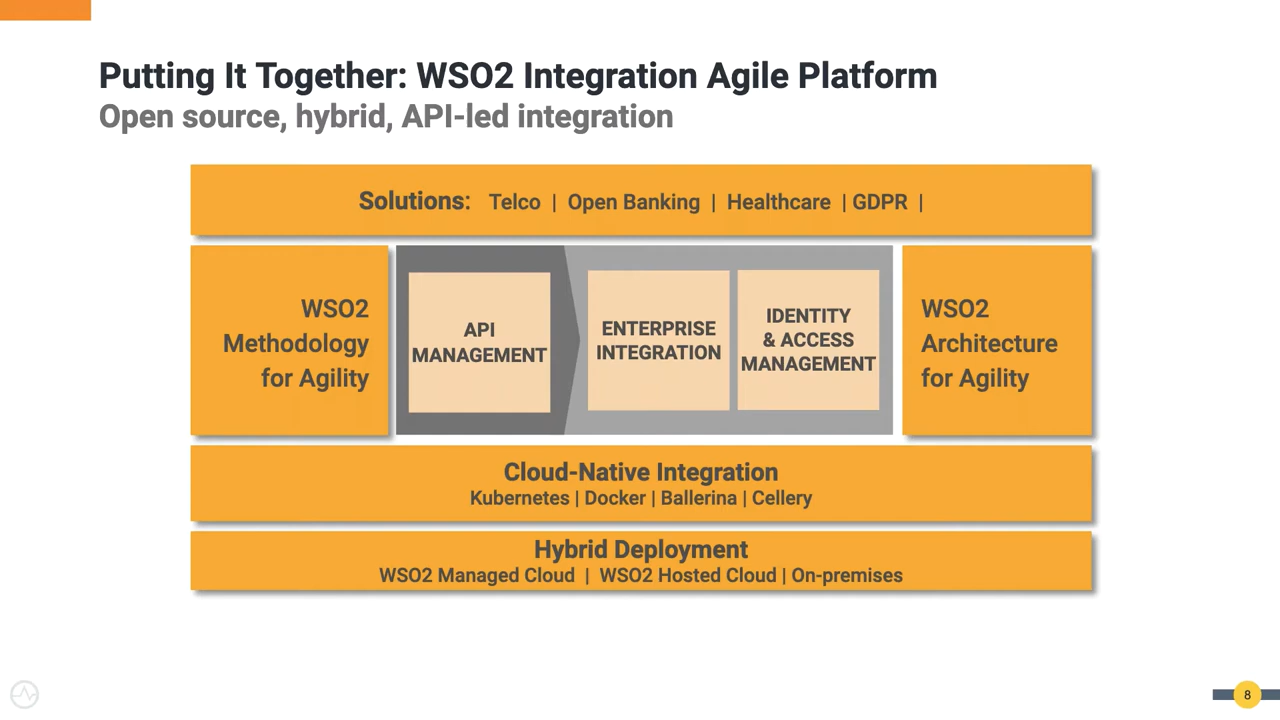 Putting It Together: WSO2 Integration Agile Platform
Open source, hybrid, API-led integration
Solutions: Telco | Open Banking | Healthcare | GDPR |
WSO2
Methodology
for Agility
API
MANAGEMENT
ENTERPRISE
INTEGRATION
IDENTITY
& ACCESS
MANAGEMENT
WSO2
Architecture
for Agility
Cloud-Native Integration
Kubernetes | Docker | Ballerina | Cellery
Hybrid Deployment
WSO2 Managed Cloud | WSO2 Hosted Cloud | On-premises
8